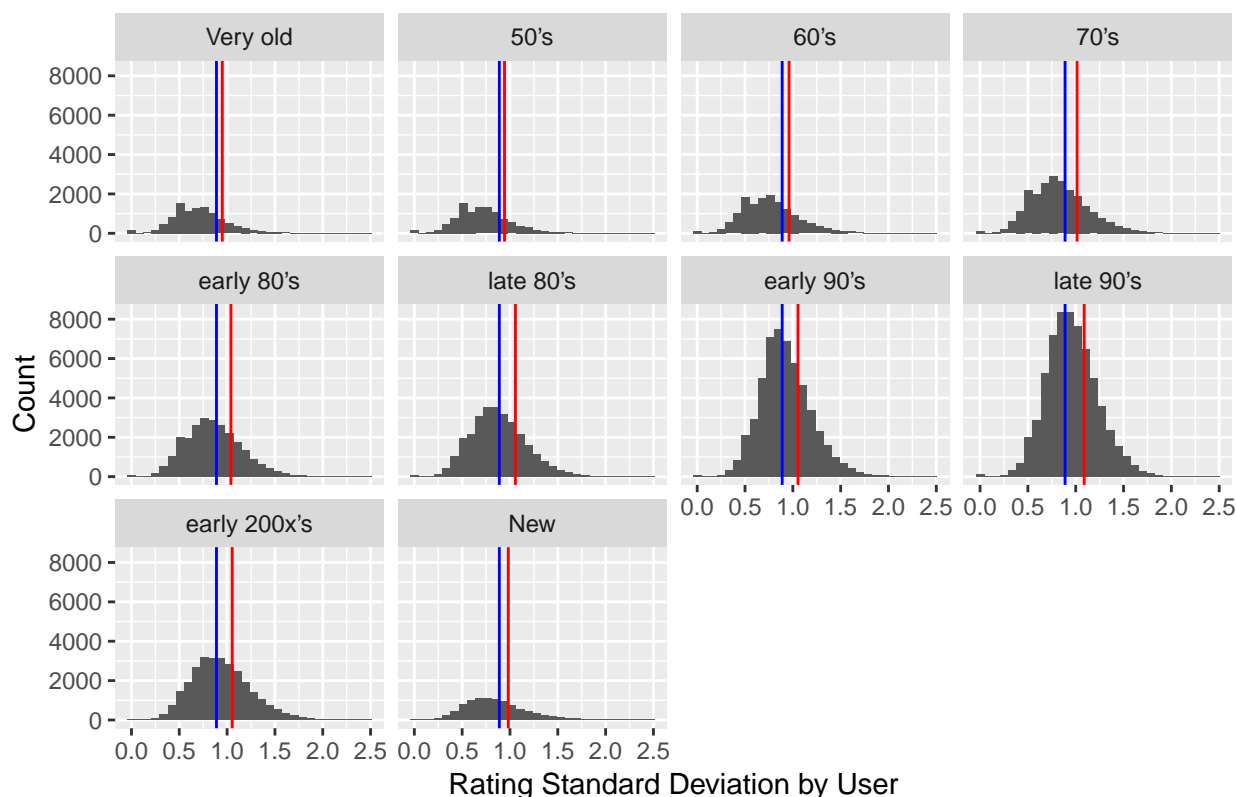 Very old
50’s
60’s
70’s
8000
6000
4000
2000
0
early 80’s
late 80’s
early 90’s
late 90’s
8000
6000
4000
2000
0
0.0 0.5 1.0 1.5 2.0 2.5
0.0 0.5 1.0 1.5 2.0 2.5
early 200x’s
New
8000
6000
4000
2000
0
0.0 0.5 1.0 1.5 2.0 2.5
0.0 0.5 1.0 1.5 2.0 2.5
Count
Rating Standard Deviation by User